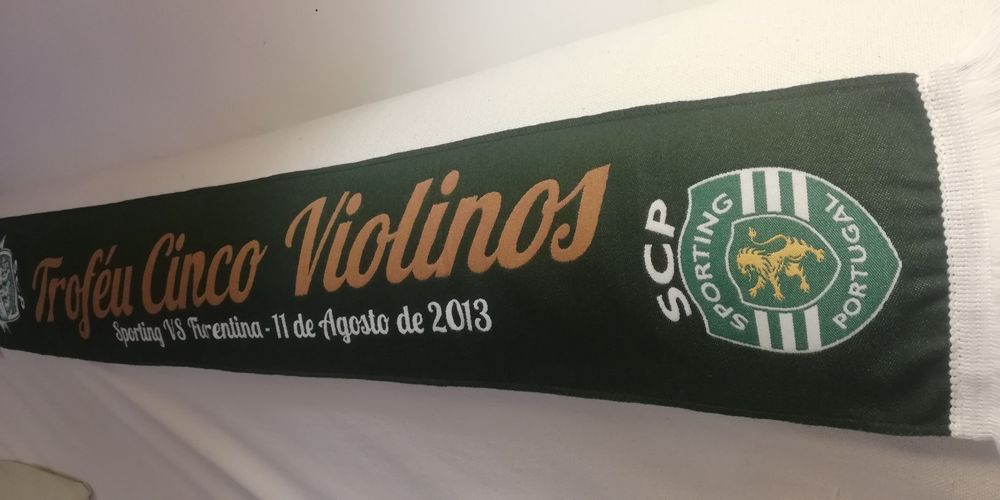 Troféu Cinco Violinos
Sporting VS Fiorentina - 11 de Agosto de 2013
SCP
SPORTING
PORTUGAL